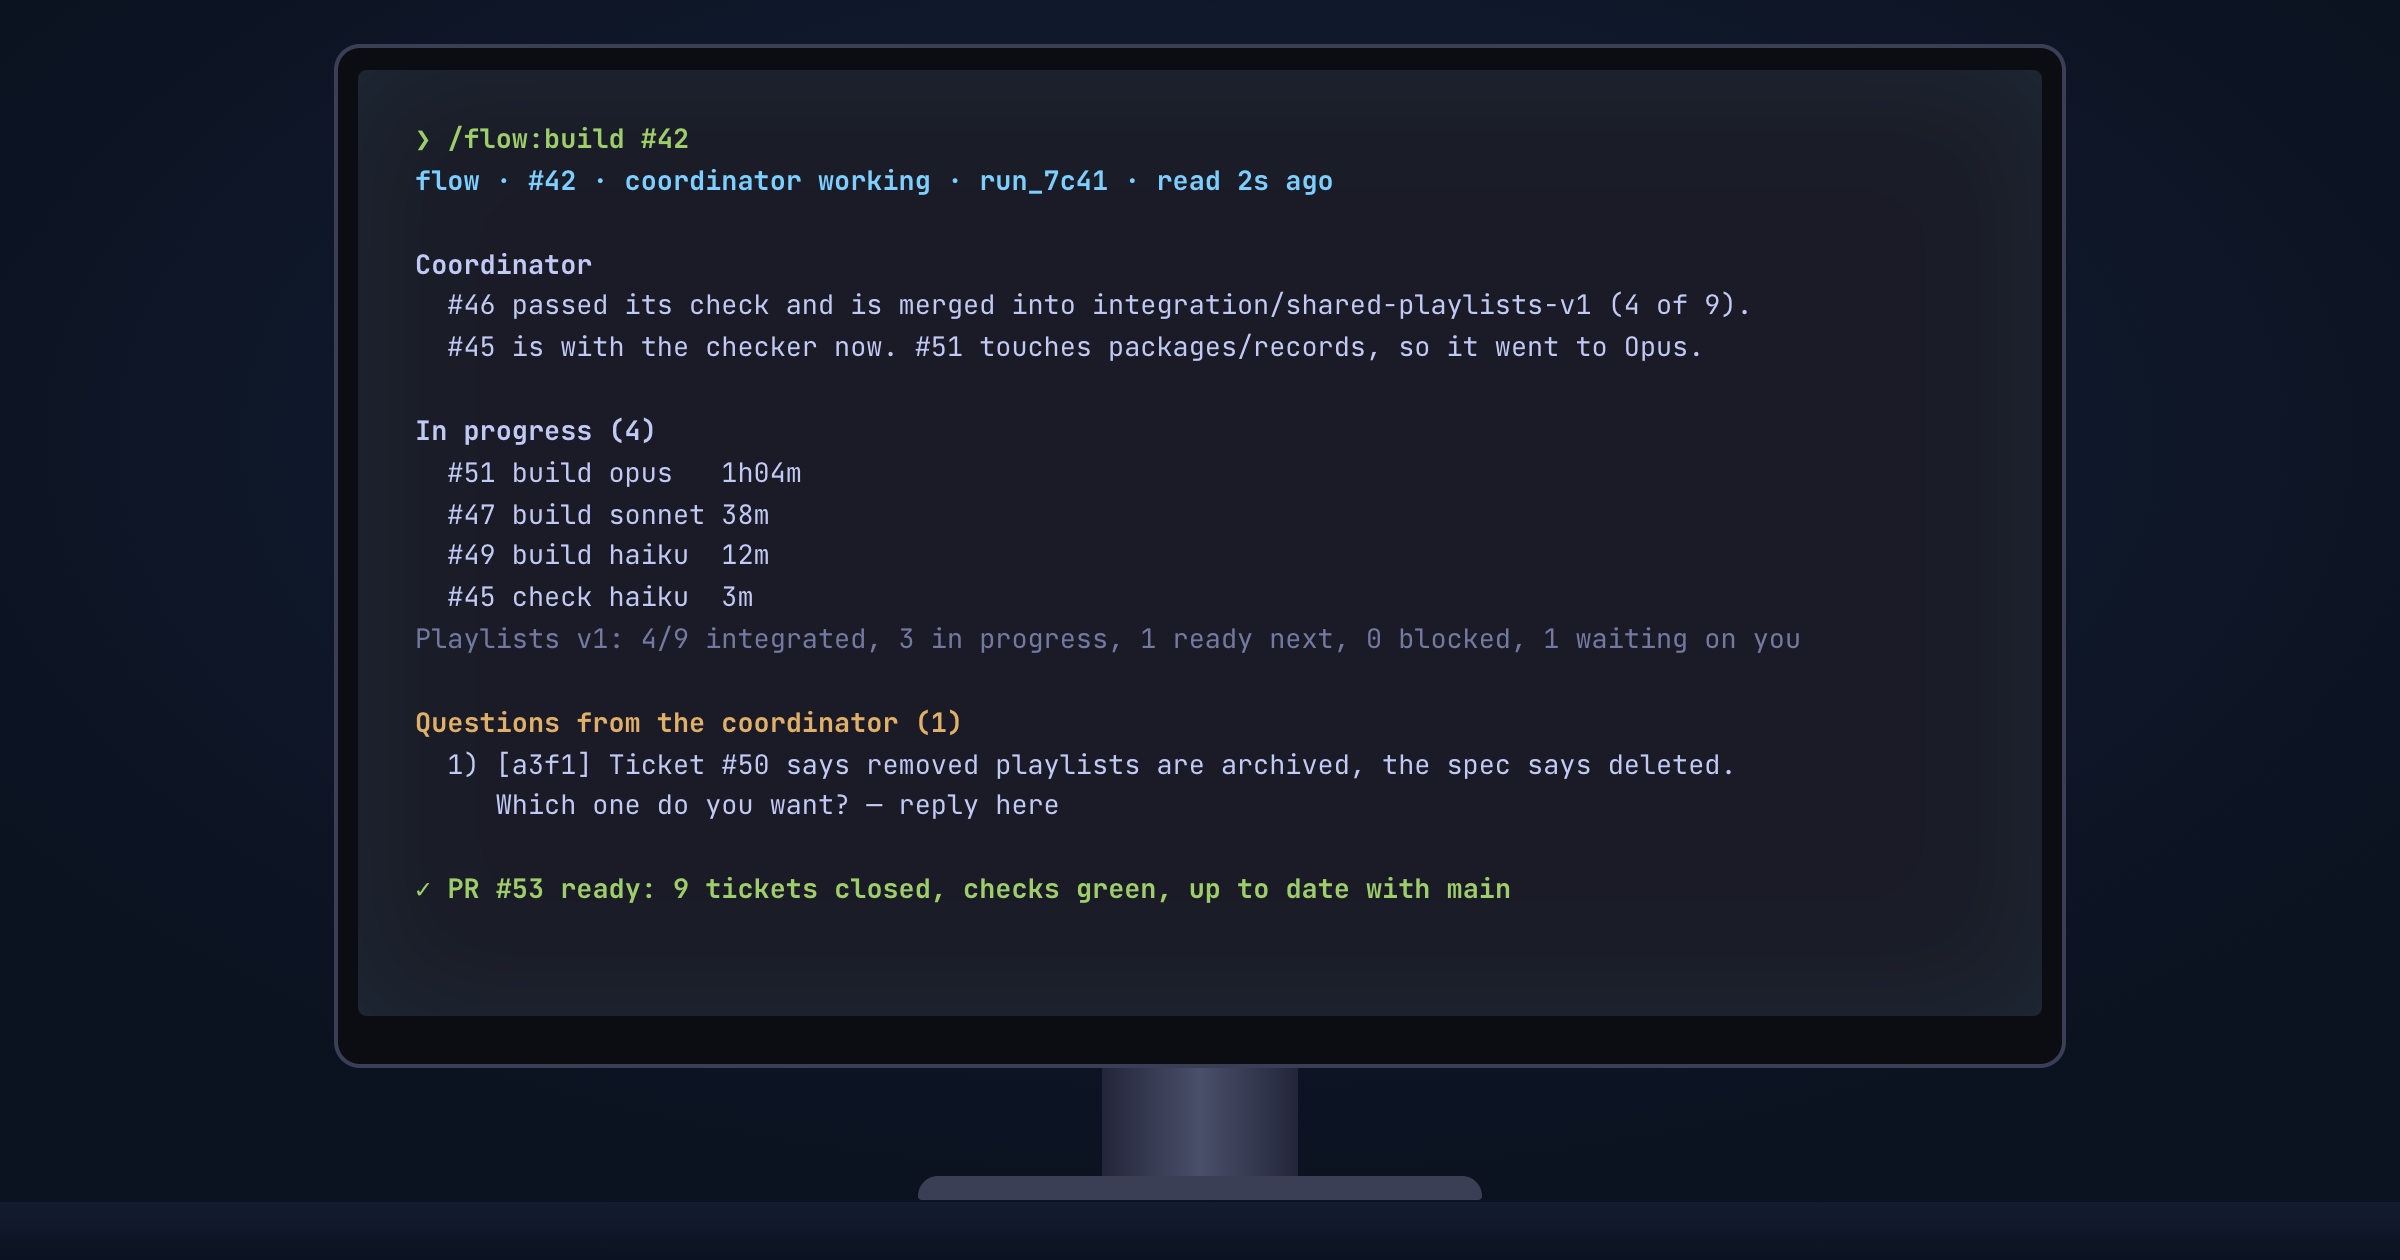 ❯ /flow:build #42
flow · #42 · coordinator working · run_7c41 · read 2s ago
Coordinator
#46 passed its check and is merged into integration/shared-playlists-v1 (4 of 9).
#45 is with the checker now. #51 touches packages/records, so it went to Opus.
In progress (4)
#51 build opus   1h04m
#47 build sonnet 38m
#49 build haiku  12m
#45 check haiku  3m
Playlists v1: 4/9 integrated, 3 in progress, 1 ready next, 0 blocked, 1 waiting on you
Questions from the coordinator (1)
1) [a3f1] Ticket #50 says removed playlists are archived, the spec says deleted.
Which one do you want? — reply here
✓ PR #53 ready: 9 tickets closed, checks green, up to date with main